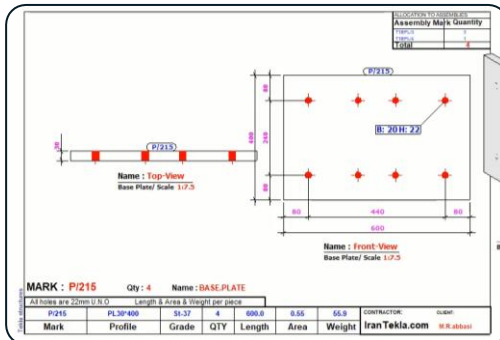 ALLOCATION TO ASSEMBLIES
Assembly Mark Quantity
Total 4
P/215
80
240
400
80
B: 20 H: 22
80 440 80
600
Name : Front-View
Base Plate/ Scale 1:7.5
30
P/215
Name : Top-View
Base Plate/ Scale 1:7.5
MARK : P/215 Qty : 4 Name : BASE.PLATE
All holes are 22mm U.N.O Length & Area & Weight per piece
P/215 PL30*400 St-37 4 600.0 0.55 55.9
Mark Profile Grade QTY Length Area Weight
CONTRACTOR: CLIENT:
IranTekla.com M.R.abbasi
Tekla structures